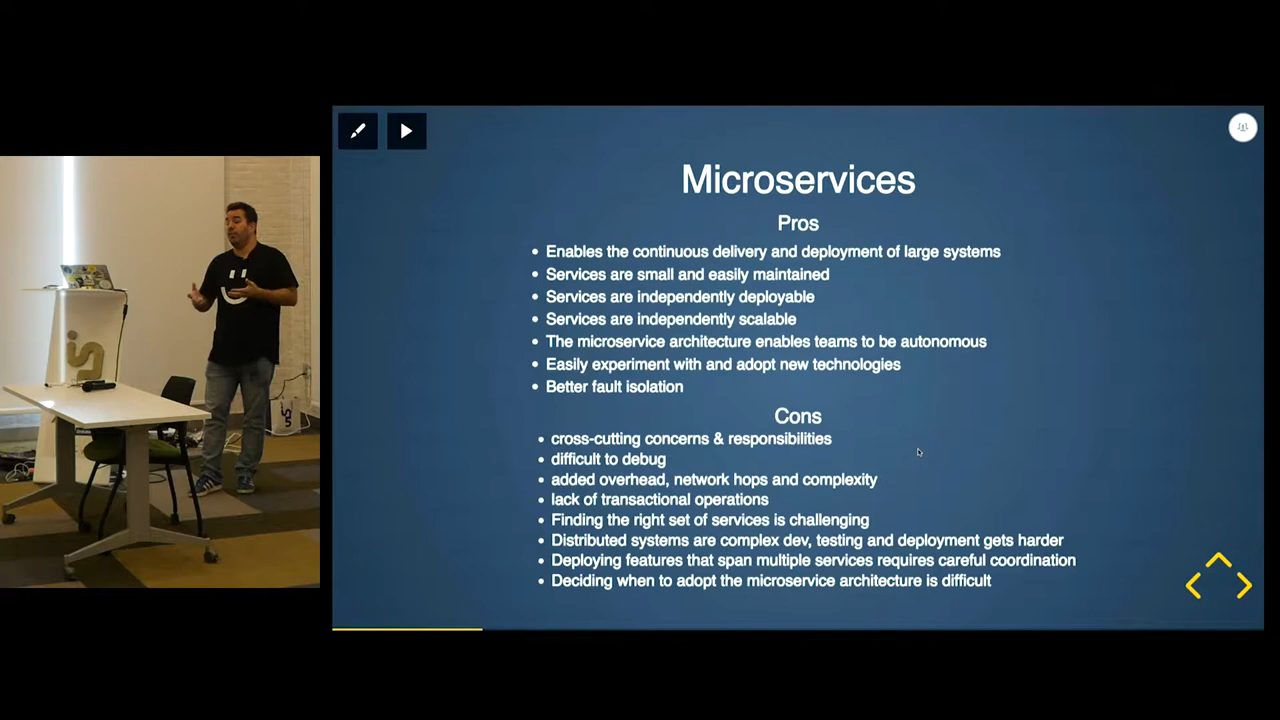 Microservices
Pros
• Enables the continuous delivery and deployment of large systems
• Services are small and easily maintained
• Services are independently deployable
• Services are independently scalable
• The microservice architecture enables teams to be autonomous
• Easily experiment with and adopt new technologies
• Better fault isolation
Cons
• cross-cutting concerns & responsibilities
• difficult to debug
• added overhead, network hops and complexity
• lack of transactional operations
• Finding the right set of services is challenging
• Distributed systems are complex dev, testing and deployment gets harder
• Deploying features that span multiple services requires careful coordination
• Deciding when to adopt the microservice architecture is difficult